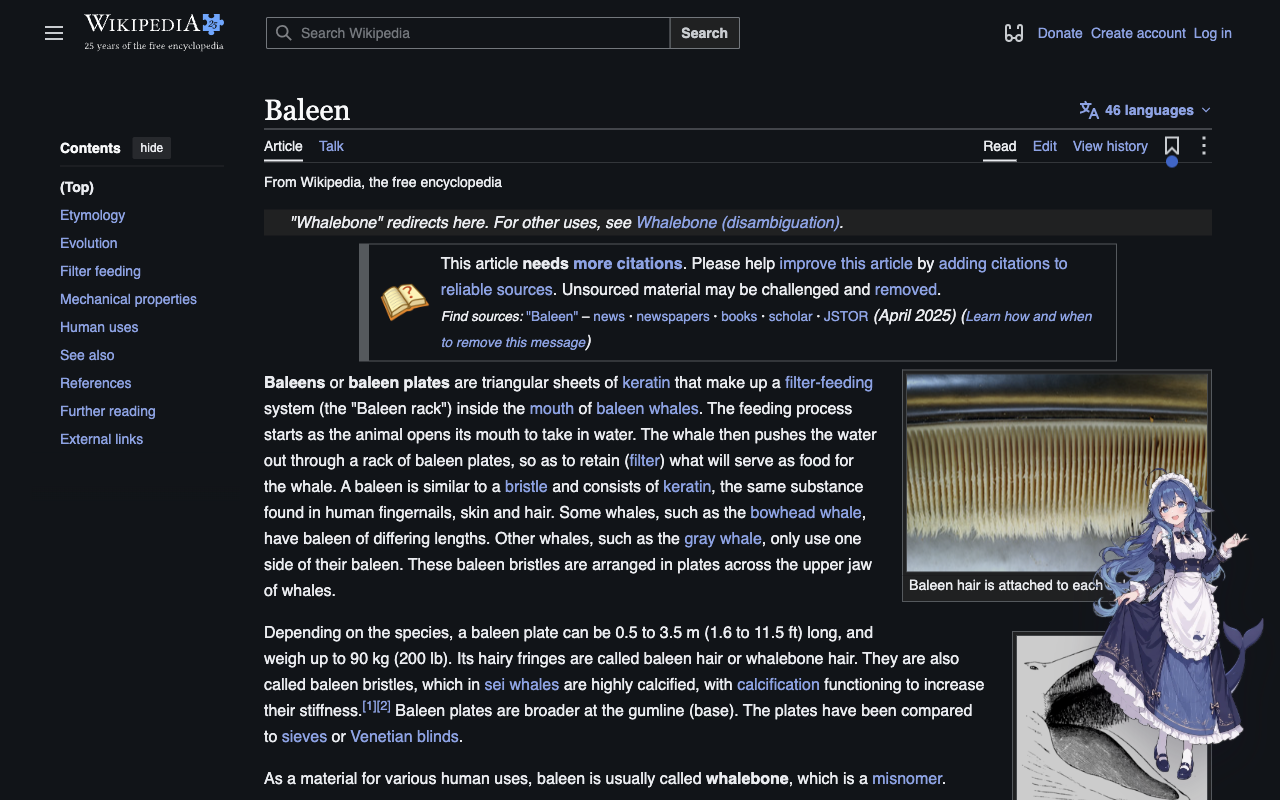 WIKIPEDIA 25
25 years of the free encyclopedia
Search Wikipedia
Search
Donate Create account Log in
Contents hide
(Top)
Etymology
Evolution
Filter feeding
Mechanical properties
Human uses
See also
References
Further reading
External links
Baleen
46 languages
Article Talk
Read Edit View history
From Wikipedia, the free encyclopedia
"Whalebone" redirects here. For other uses, see Whalebone (disambiguation).
This article needs more citations. Please help improve this article by adding citations to
reliable sources. Unsourced material may be challenged and removed.
Find sources: "Baleen" – news · newspapers · books · scholar · JSTOR (April 2025) (Learn how and when
to remove this message)
Baleens or baleen plates are triangular sheets of keratin that make up a filter-feeding
system (the "Baleen rack") inside the mouth of baleen whales. The feeding process
starts as the animal opens its mouth to take in water. The whale then pushes the water
out through a rack of baleen plates, so as to retain (filter) what will serve as food for
the whale. A baleen is similar to a bristle and consists of keratin, the same substance
found in human fingernails, skin and hair. Some whales, such as the bowhead whale,
have baleen of differing lengths. Other whales, such as the gray whale, only use one
side of their baleen. These baleen bristles are arranged in plates across the upper jaw
of whales.
Baleen hair is attached to each
Depending on the species, a baleen plate can be 0.5 to 3.5 m (1.6 to 11.5 ft) long, and
weigh up to 90 kg (200 lb). Its hairy fringes are called baleen hair or whalebone hair. They are also
called baleen bristles, which in sei whales are highly calcified, with calcification functioning to increase
their stiffness.[1][2] Baleen plates are broader at the gumline (base). The plates have been compared
to sieves or Venetian blinds.
As a material for various human uses, baleen is usually called whalebone, which is a misnomer.